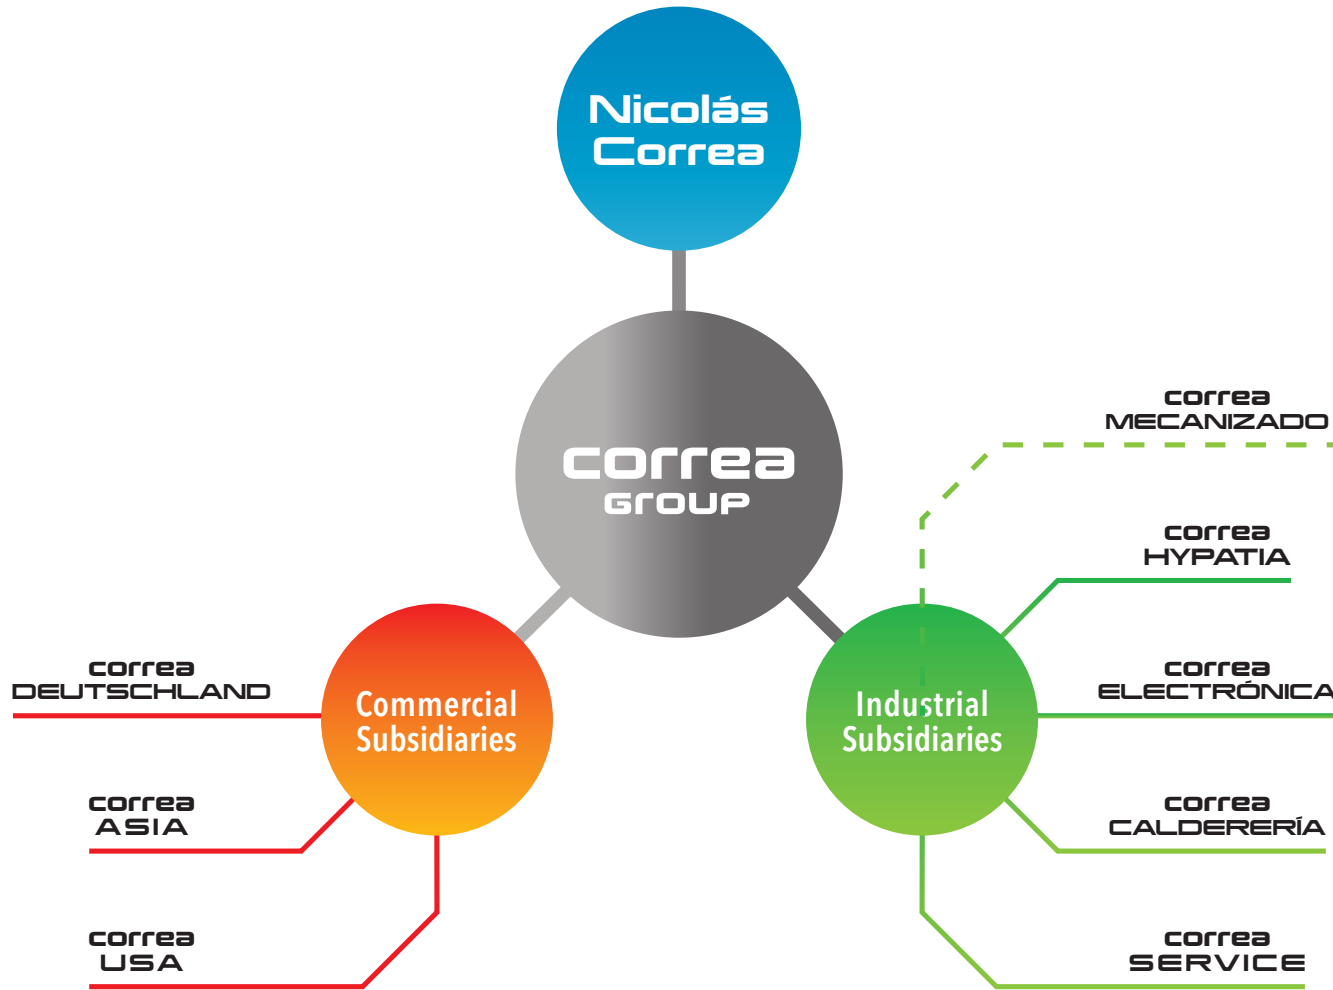 Nicolás
Correa
correa
GROUP
correa
MECANIZADO
correa
HYPATIA
correa
ELECTRÓNICA
correa
CALDERERÍA
correa
SERVICE
Industrial
Subsidiaries
Commercial
Subsidiaries
correa
DEUTSCHLAND
correa
ASIA
correa
USA